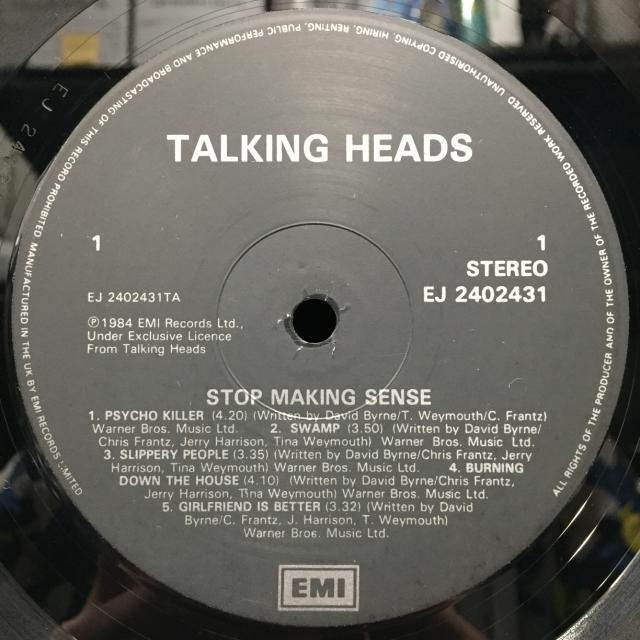 ALL RIGHTS OF THE PRODUCER AND OF THE OWNER OF THE RECORDED WORK RESERVED. UNAUTHORISED COPYING, HIRING, RENTING, PUBLIC PERFORMANCE AND BROADCASTING OF THIS RECORD PROHIBITED MANUFACTURED IN THE UK BY EMI RECORDS LIMITED
EJ 24
TALKING HEADS
1
1
STEREO
EJ 2402431TA
EJ 2402431
℗1984 EMI Records Ltd.,
Under Exclusive Licence
From Talking Heads
STOP MAKING SENSE
1. PSYCHO KILLER (4.20) (Written by David Byrne/T. Weymouth/C. Frantz)
Warner Bros. Music Ltd. 2. SWAMP (3.50) (Written by David Byrne/
Chris Frantz, Jerry Harrison, Tina Weymouth) Warner Bros. Music Ltd.
3. SLIPPERY PEOPLE (3.35) (Written by David Byrne/Chris Frantz, Jerry
Harrison, Tina Weymouth) Warner Bros. Music Ltd. 4. BURNING
DOWN THE HOUSE (4.10) (Written by David Byrne/Chris Frantz,
Jerry Harrison, Tina Weymouth) Warner Bros. Music Ltd.
5. GIRLFRIEND IS BETTER (3.32) (Written by David
Byrne/C. Frantz, J. Harrison, T. Weymouth)
Warner Bros. Music Ltd.
EMI